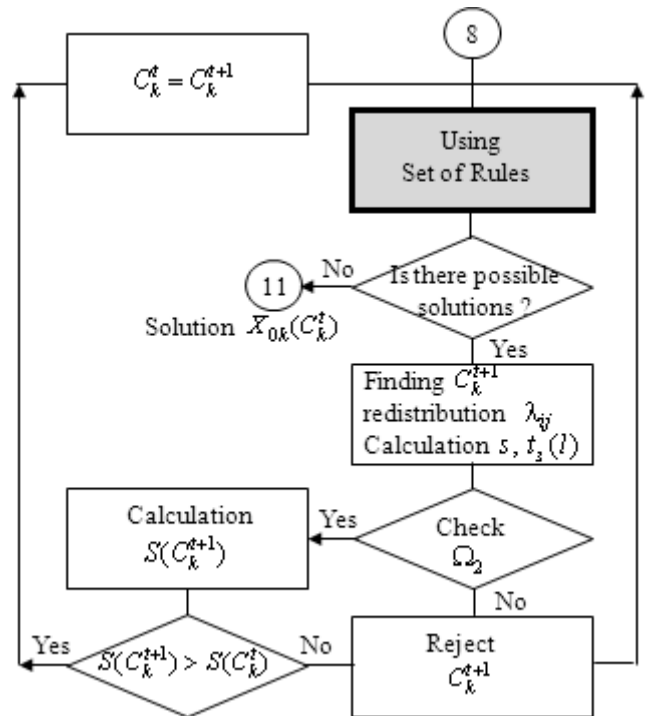 8
C_k^t = C_k^{t+1}
Using
Set of Rules
No
Is there possible
solutions ?
11
Solution X_{0k}(C_k^t)
Yes
Finding C_k^{t+1}
redistribution λ_{ij}
Calculation s, t_s(l)
Calculation
S(C_k^{t+1})
Yes
Check
Ω_2
No
Yes
S(C_k^{t+1}) > S(C_k^t)
No
Reject
C_k^{t+1}